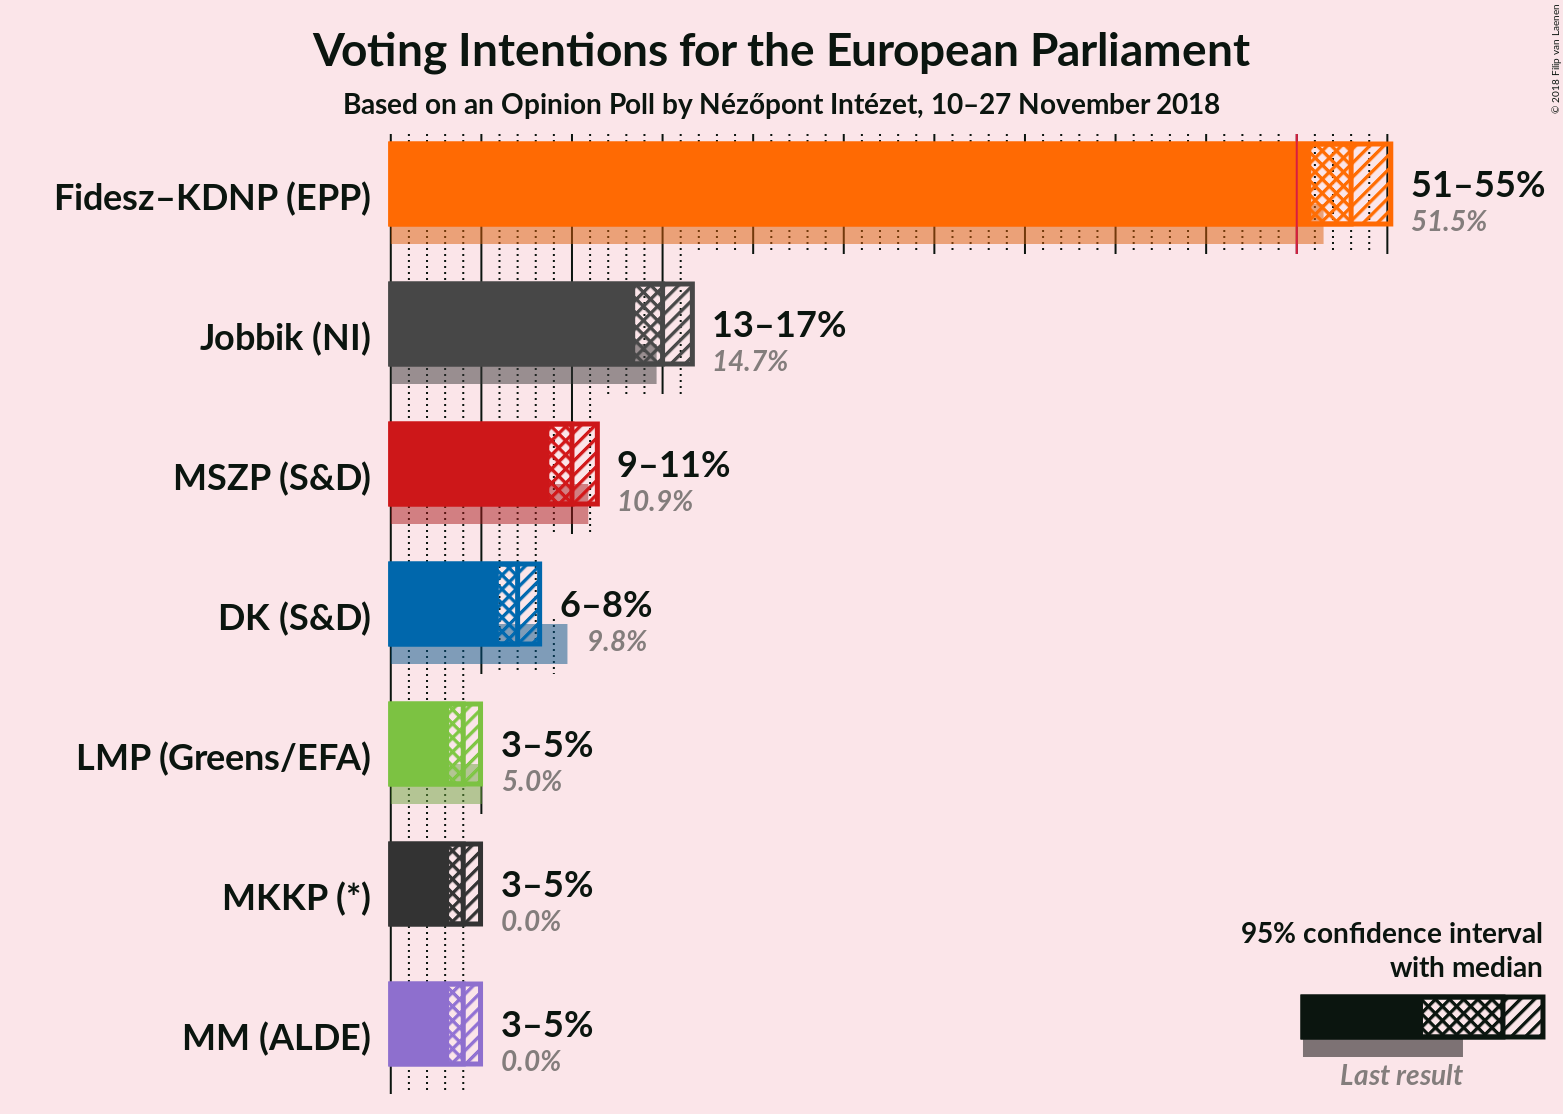 Voting Intentions for the European Parliament
Based on an Opinion Poll by Nézőpont Intézet, 10–27 November 2018
© 2018 Filip van Laenen
Fidesz–KDNP (EPP)
51–55%
51.5%
Jobbik (NI)
13–17%
14.7%
MSZP (S&D)
9–11%
10.9%
DK (S&D)
6–8%
9.8%
LMP (Greens/EFA)
3–5%
5.0%
MKKP (*)
3–5%
0.0%
MM (ALDE)
3–5%
0.0%
95% confidence interval
with median
Last result